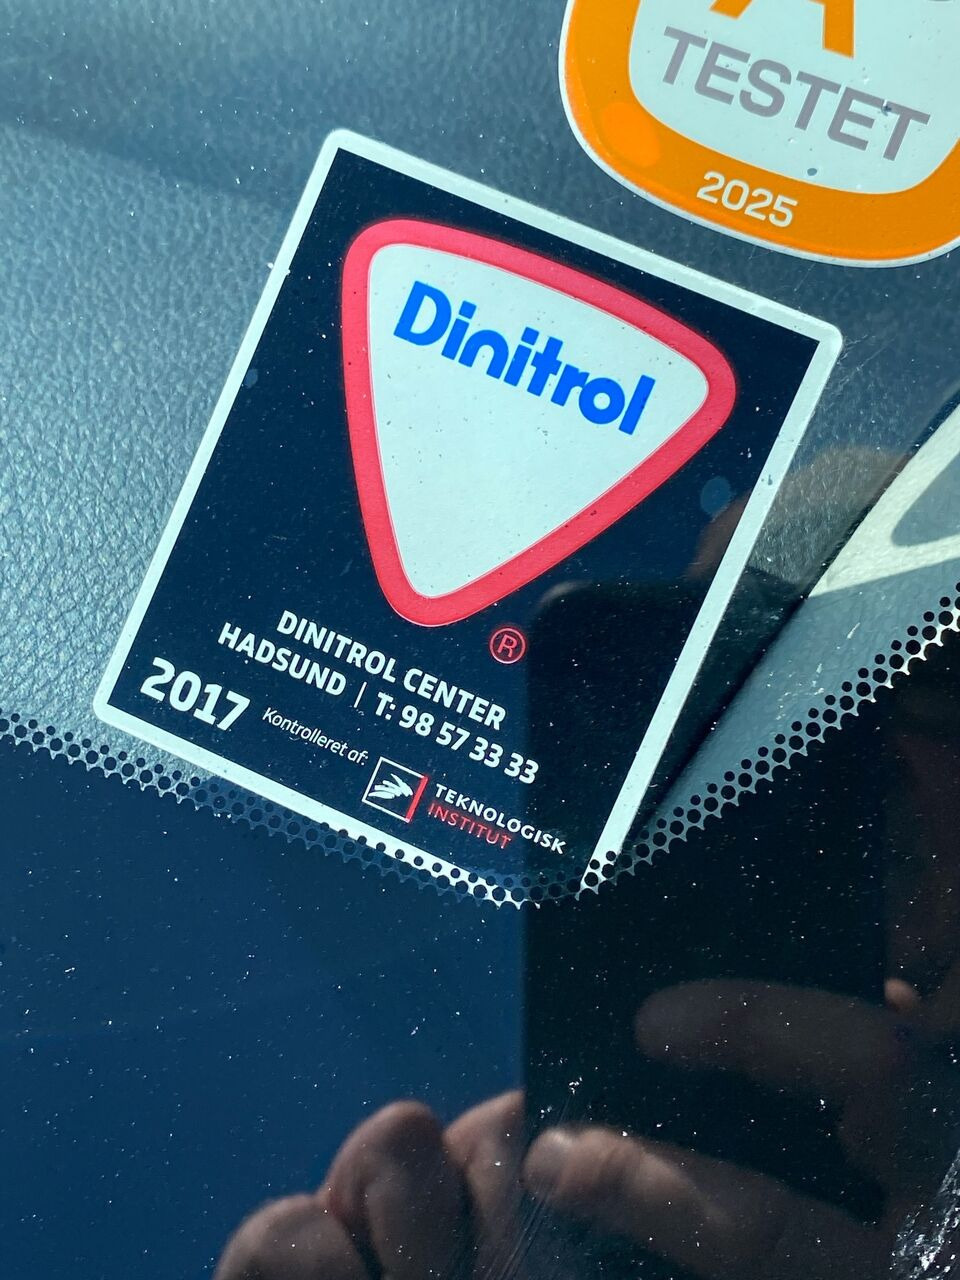 TESTET
2025
Dinitrol
®
DINITROL CENTER
HADSUND | T: 98 57 33 33
2017
Kontrolleret af:
TEKNOLOGISK
INSTITUT